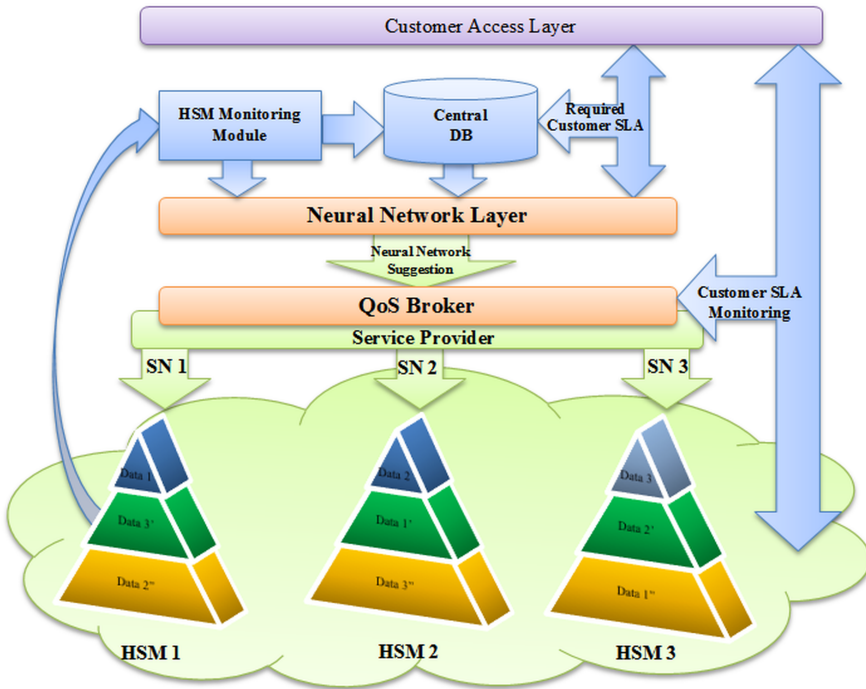 Customer Access Layer
HSM Monitoring
Module
Central
DB
Required
Customer SLA
Neural Network Layer
Neural Network
Suggestion
QoS Broker
Customer SLA
Monitoring
Service Provider
SN 1
SN 2
SN 3
Data 1
Data 3'
Data 2"
Data 2
Data 1'
Data 3"
Data 3
Data 2'
Data 1"
HSM 1
HSM 2
HSM 3